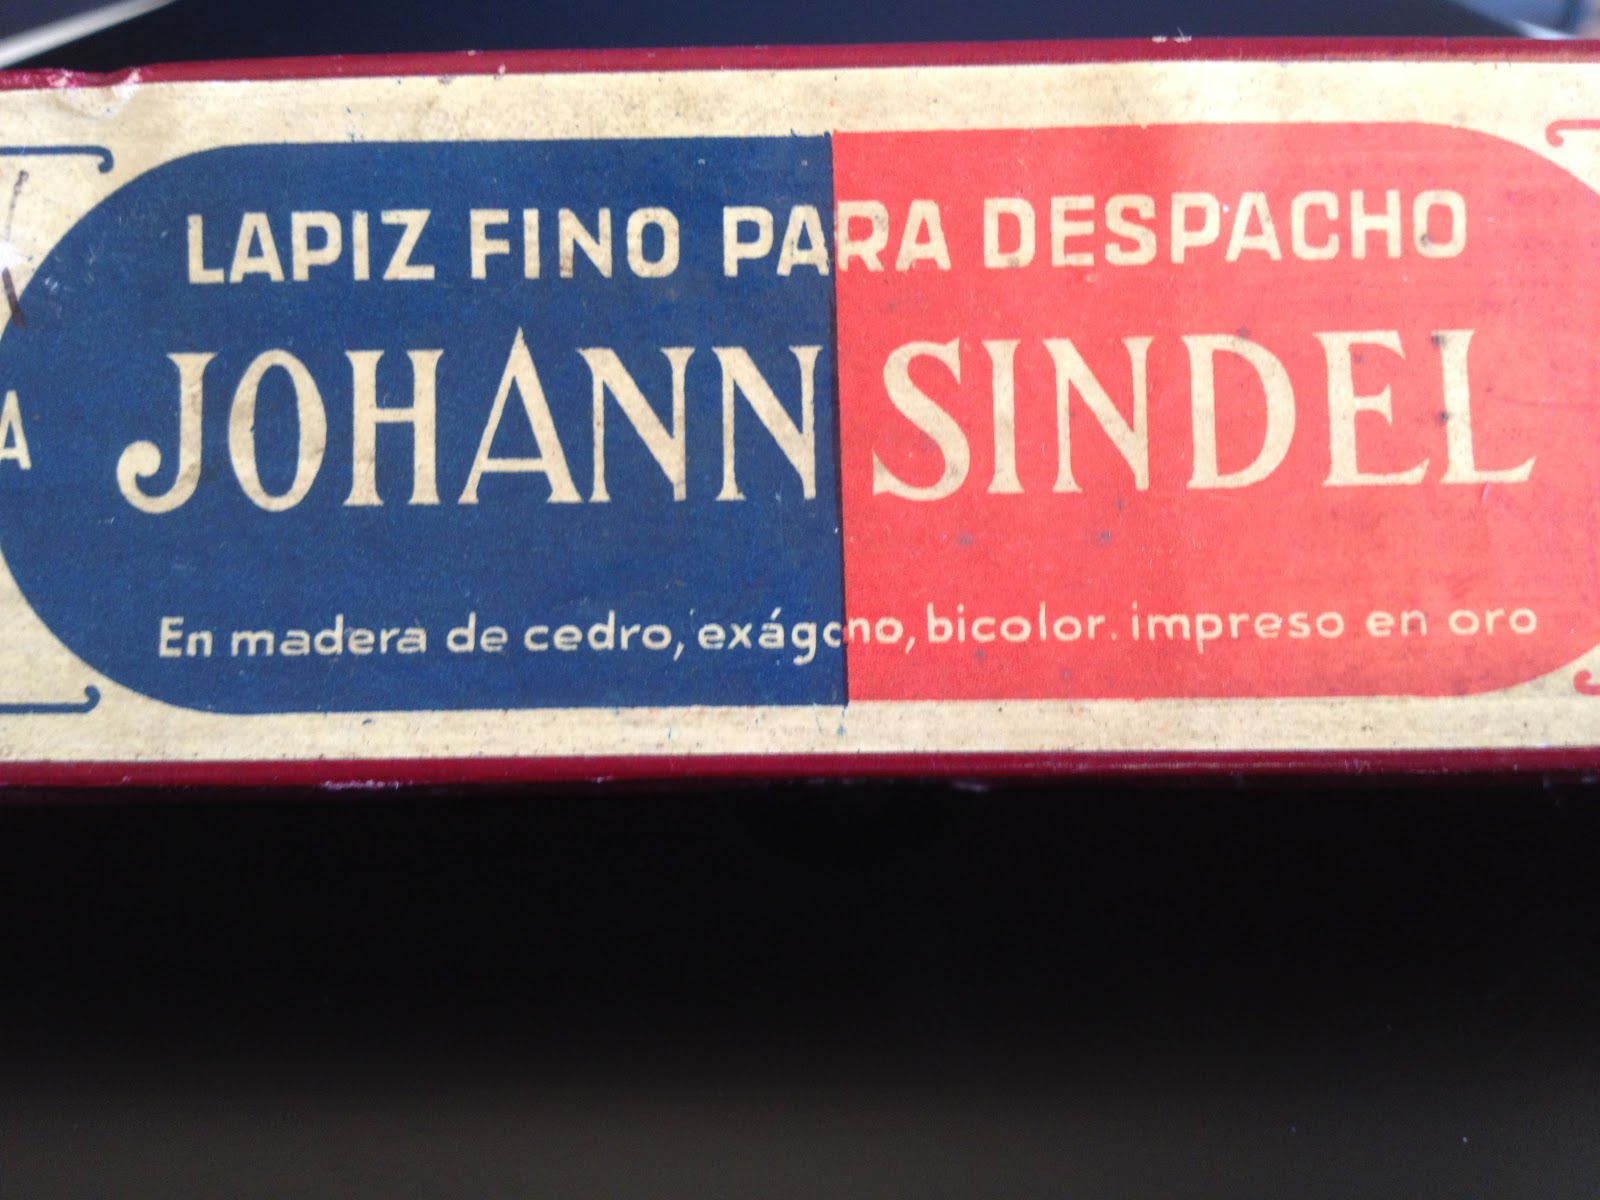 LAPIZ FINO PARA DESPACHO
JOHANN SINDEL
A
En madera de cedro, exágono, bicolor. impreso en oro